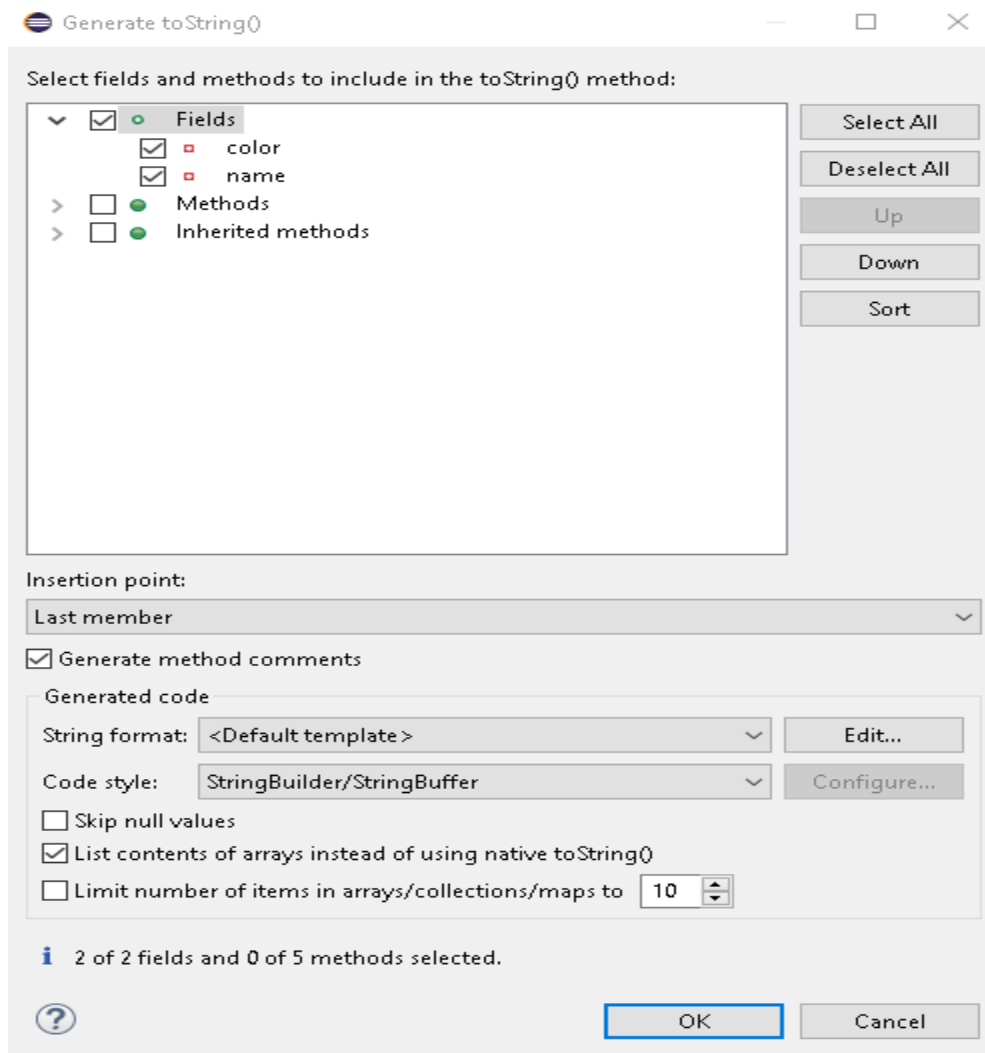 Generate toString()
Select fields and methods to include in the toString() method:
Fields
color
name
Methods
Inherited methods
Select All
Deselect All
Up
Down
Sort
Insertion point:
Last member
Generate method comments
Generated code
String format: <Default template> Edit...
Code style: StringBuilder/StringBuffer Configure...
Skip null values
List contents of arrays instead of using native toString()
Limit number of items in arrays/collections/maps to 10
i 2 of 2 fields and 0 of 5 methods selected.
? OK Cancel